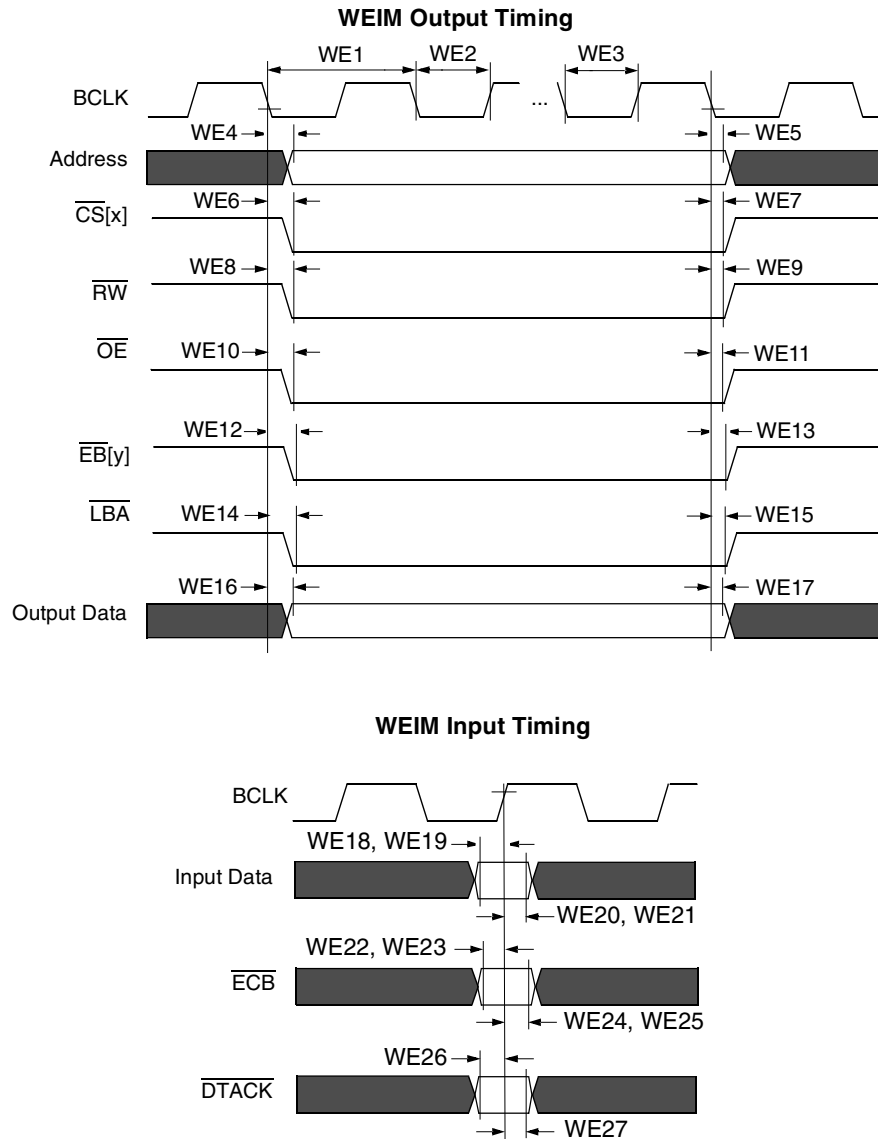 WEIM Output Timing
WE1 WE2 WE3
BCLK ...
WE4 WE5
Address
WE6 WE7
CS[x]
WE8 WE9
RW
WE10 WE11
OE
WE12 WE13
EB[y]
WE14 WE15
LBA
WE16 WE17
Output Data
WEIM Input Timing
BCLK
WE18, WE19
Input Data
WE20, WE21
WE22, WE23
ECB
WE24, WE25
WE26
DTACK
WE27